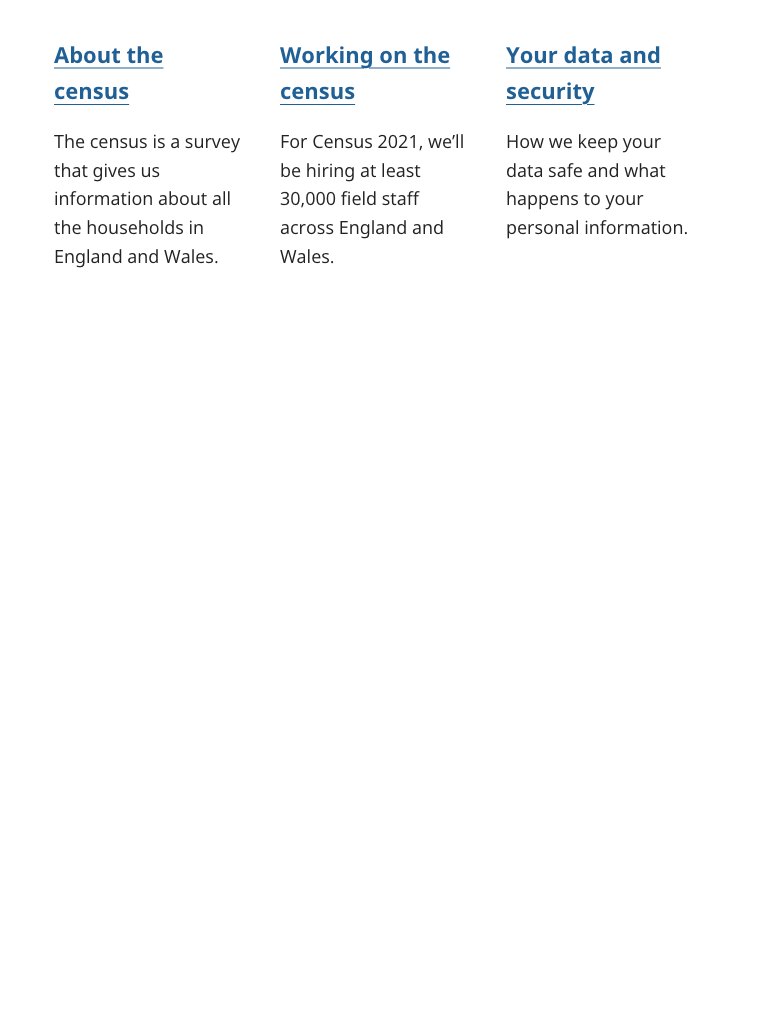 About the
census
The census is a survey
that gives us
information about all
the households in
England and Wales.
Working on the
census
For Census 2021, we’ll
be hiring at least
30,000 field staff
across England and
Wales.
Your data and
security
How we keep your
data safe and what
happens to your
personal information.